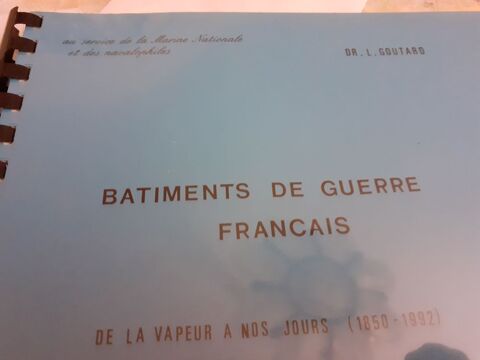 au service de la Marine Nationale
et des navalophiles
DR. L. GOUTARD
BATIMENTS DE GUERRE
FRANCAIS
DE LA VAPEUR A NOS JOURS (1850-1992)